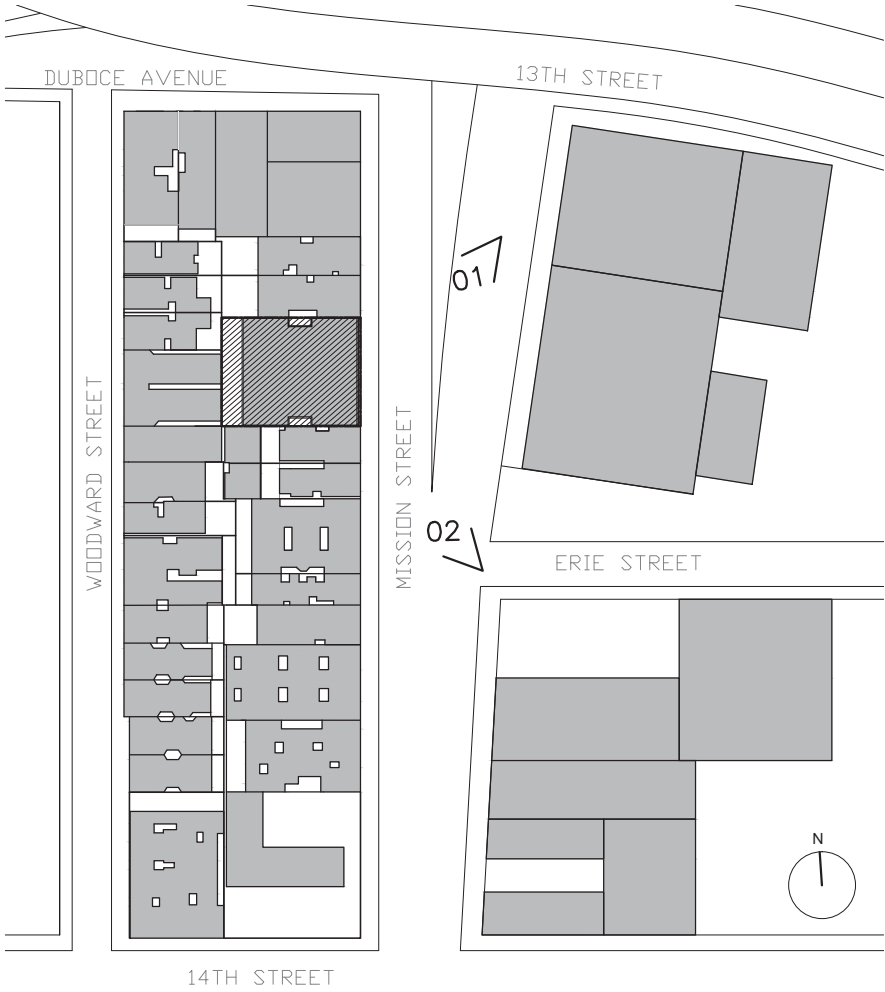 DUBOCE AVENUE
13TH STREET
01
WOODWARD STREET
MISSION STREET
02
ERIE STREET
N
14TH STREET